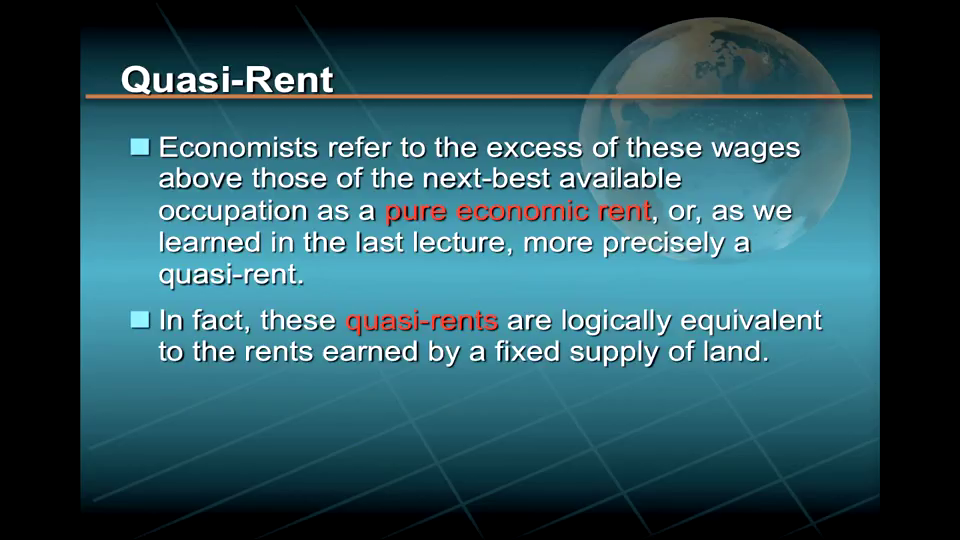 Quasi-Rent
Economists refer to the excess of these wages
above those of the next-best available
occupation as a pure economic rent, or, as we
learned in the last lecture, more precisely a
quasi-rent.
In fact, these quasi-rents are logically equivalent
to the rents earned by a fixed supply of land.